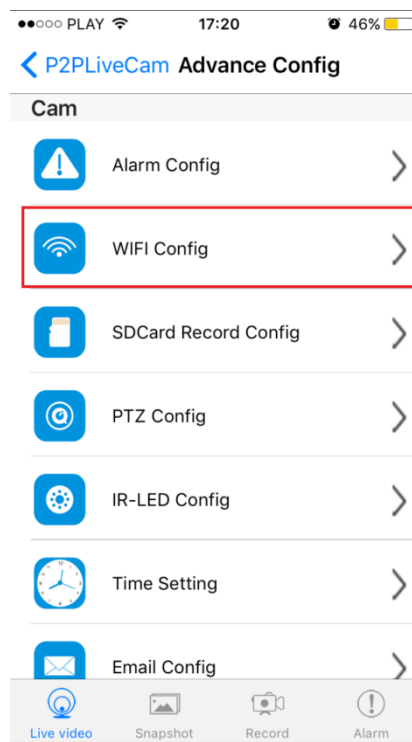 PLAY 17:20 46%
P2PLiveCam Advance Config
Cam
Alarm Config
WIFI Config
SDCard Record Config
PTZ Config
IR-LED Config
Time Setting
Email Config
Live video Snapshot Record Alarm